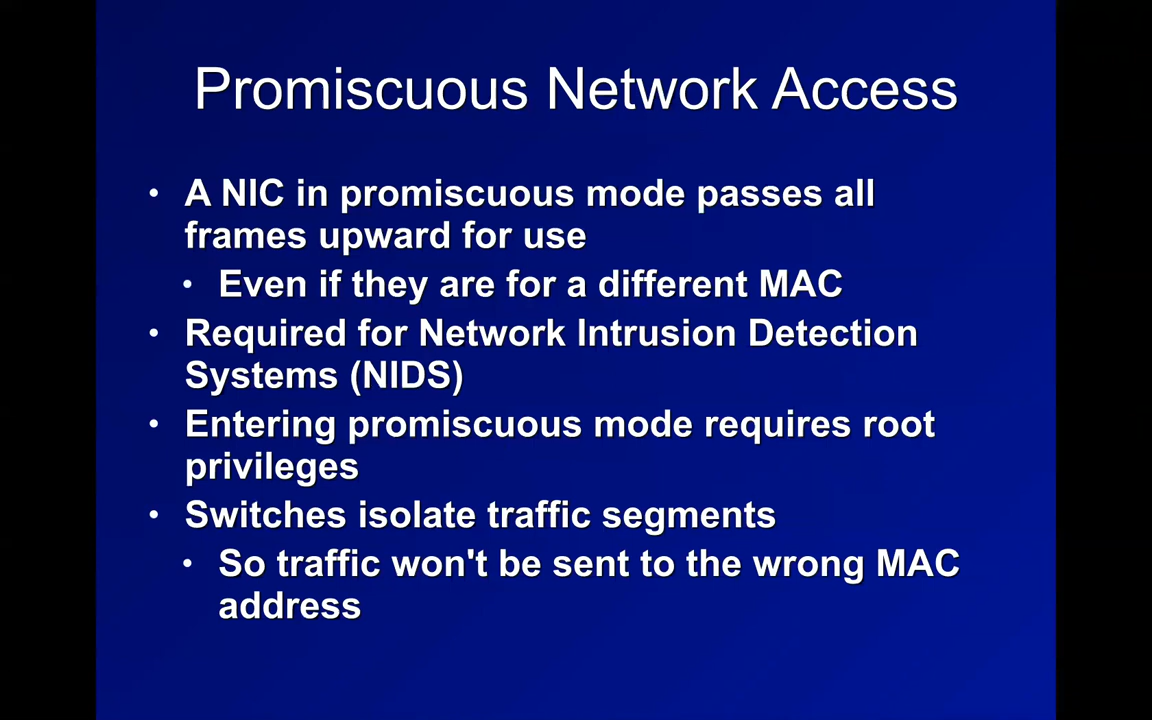 Promiscuous Network Access
• A NIC in promiscuous mode passes all
frames upward for use
• Even if they are for a different MAC
• Required for Network Intrusion Detection
Systems (NIDS)
• Entering promiscuous mode requires root
privileges
• Switches isolate traffic segments
• So traffic won't be sent to the wrong MAC
address